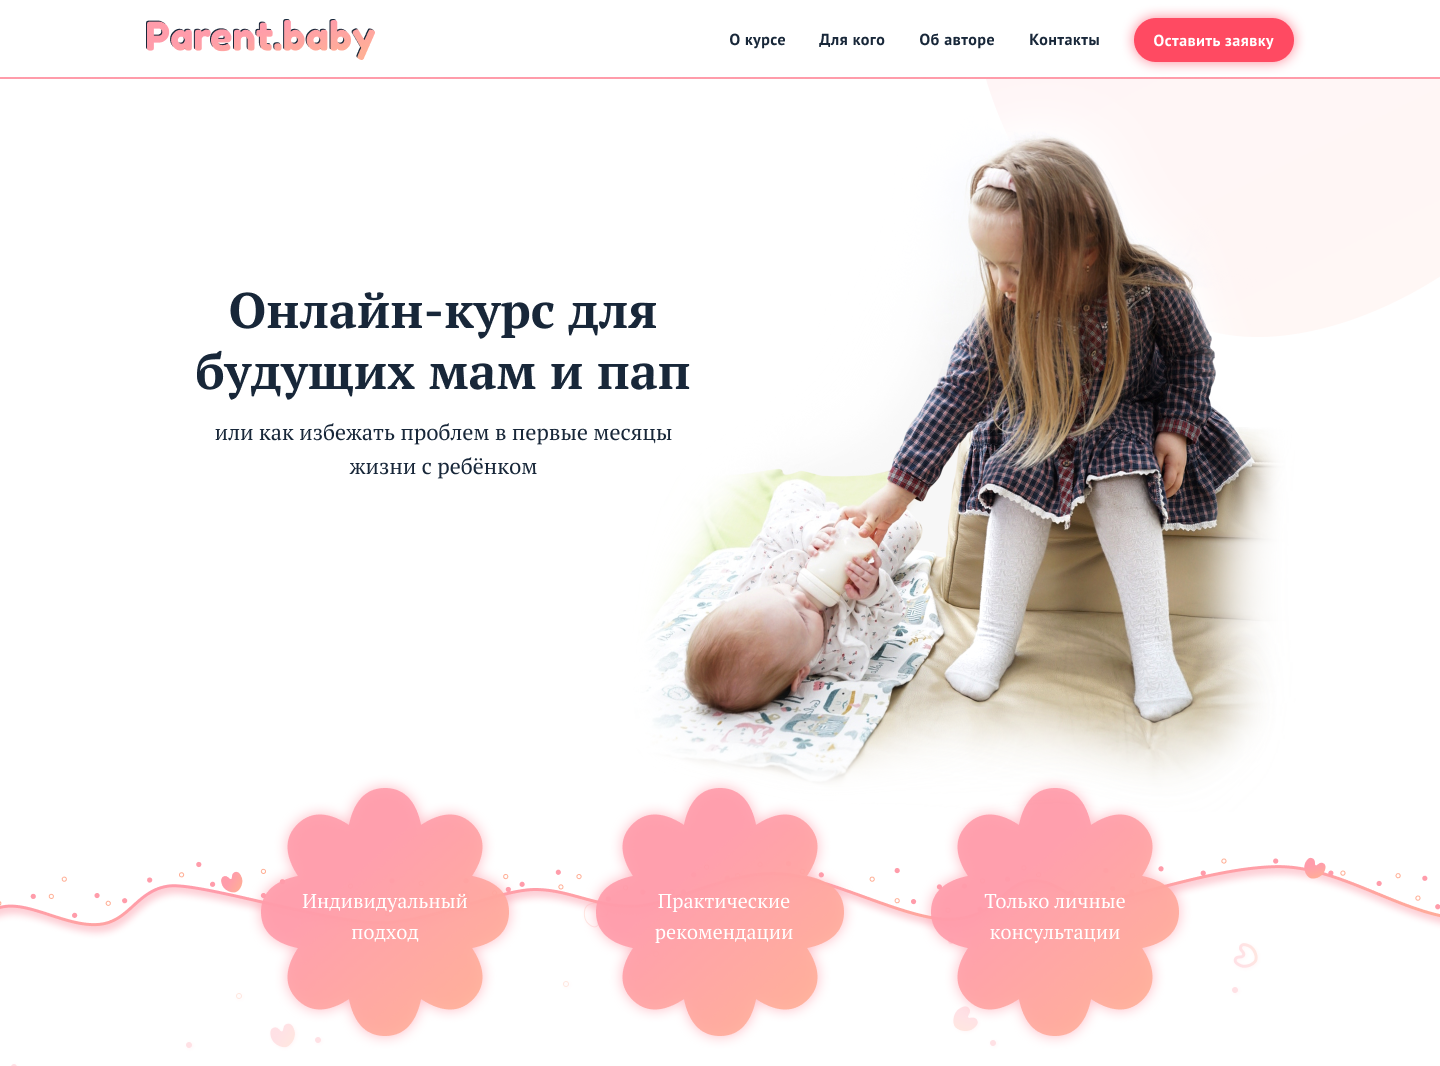 Parent.baby
О курсе
Для кого
Об авторе
Контакты
Оставить заявку
Онлайн-курс для
будущих мам и пап
или как избежать проблем в первые месяцы
жизни с ребёнком
Индивидуальный
подход
Практические
рекомендации
Только личные
консультации